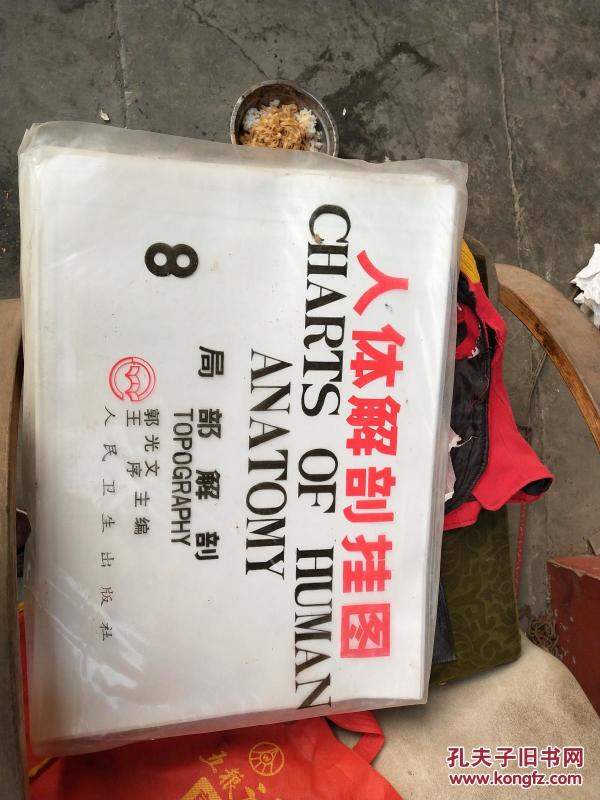 人体解剖挂图
CHARTS OF HUMAN
ANATOMY
局部解剖
TOPOGRAPHY
8
郭光文 主编
王序
人民卫生出版社
五粮
孔夫子旧书网
www.kongfz.com